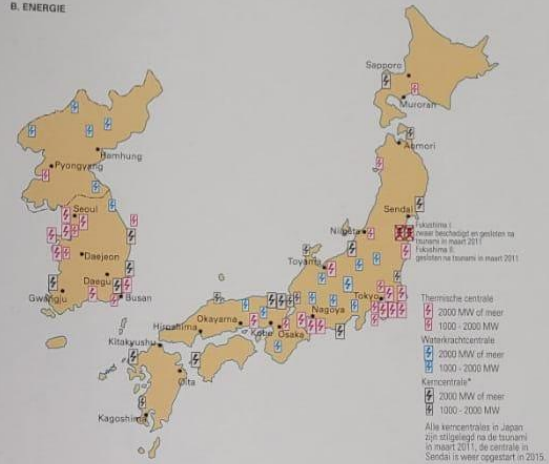 B. ENERGIE
Sapporo
Muroran
Aomori
Hamhung
Pyongyang
Sendai
Seoul
Fukushima I:
zwaar beschadigd en gesloten na
tsunami in maart 2011
Niigata
Fukushima II:
gesloten na tsunami in maart 2011
Daejeon
Toyama
Daegu
Tokyo
Gwangju
Busan
Nagoya
Okayama
Hiroshima
Kobe
Osaka
Kitakyushu
Oita
Kagoshima
Thermische centrale
2000 MW of meer
1000 - 2000 MW
Waterkrachtcentrale
2000 MW of meer
1000 - 2000 MW
Kerncentrale*
2000 MW of meer
1000 - 2000 MW
Alle kerncentrales in Japan
zijn stilgelegd na de tsunami
in maart 2011, de centrale in
Sendai is weer opgestart in 2015.